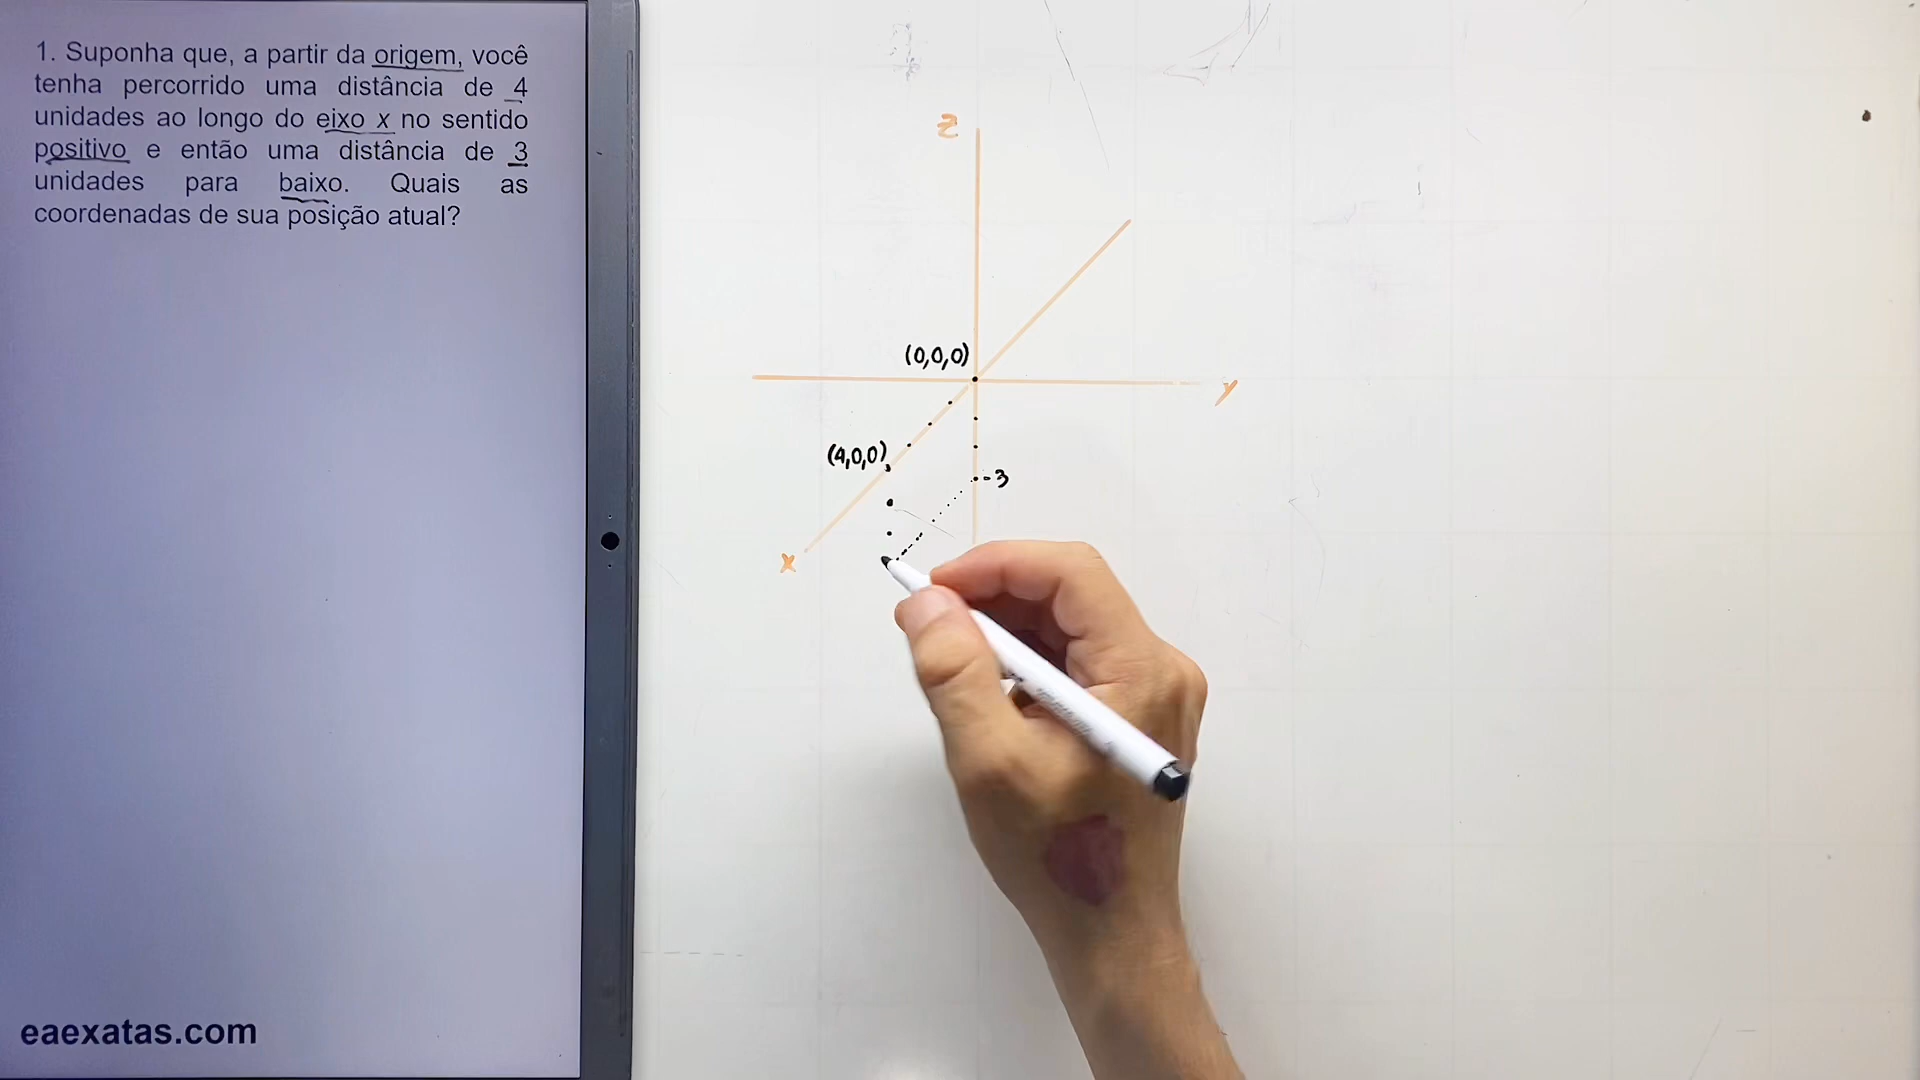 1. Suponha que, a partir da origem, você
tenha percorrido uma distância de 4
unidades ao longo do eixo x no sentido
positivo e então uma distância de 3
unidades para baixo. Quais as
coordenadas de sua posição atual?
z
(0,0,0)
y
(4,0,0)
-3
x
eaexatas.com